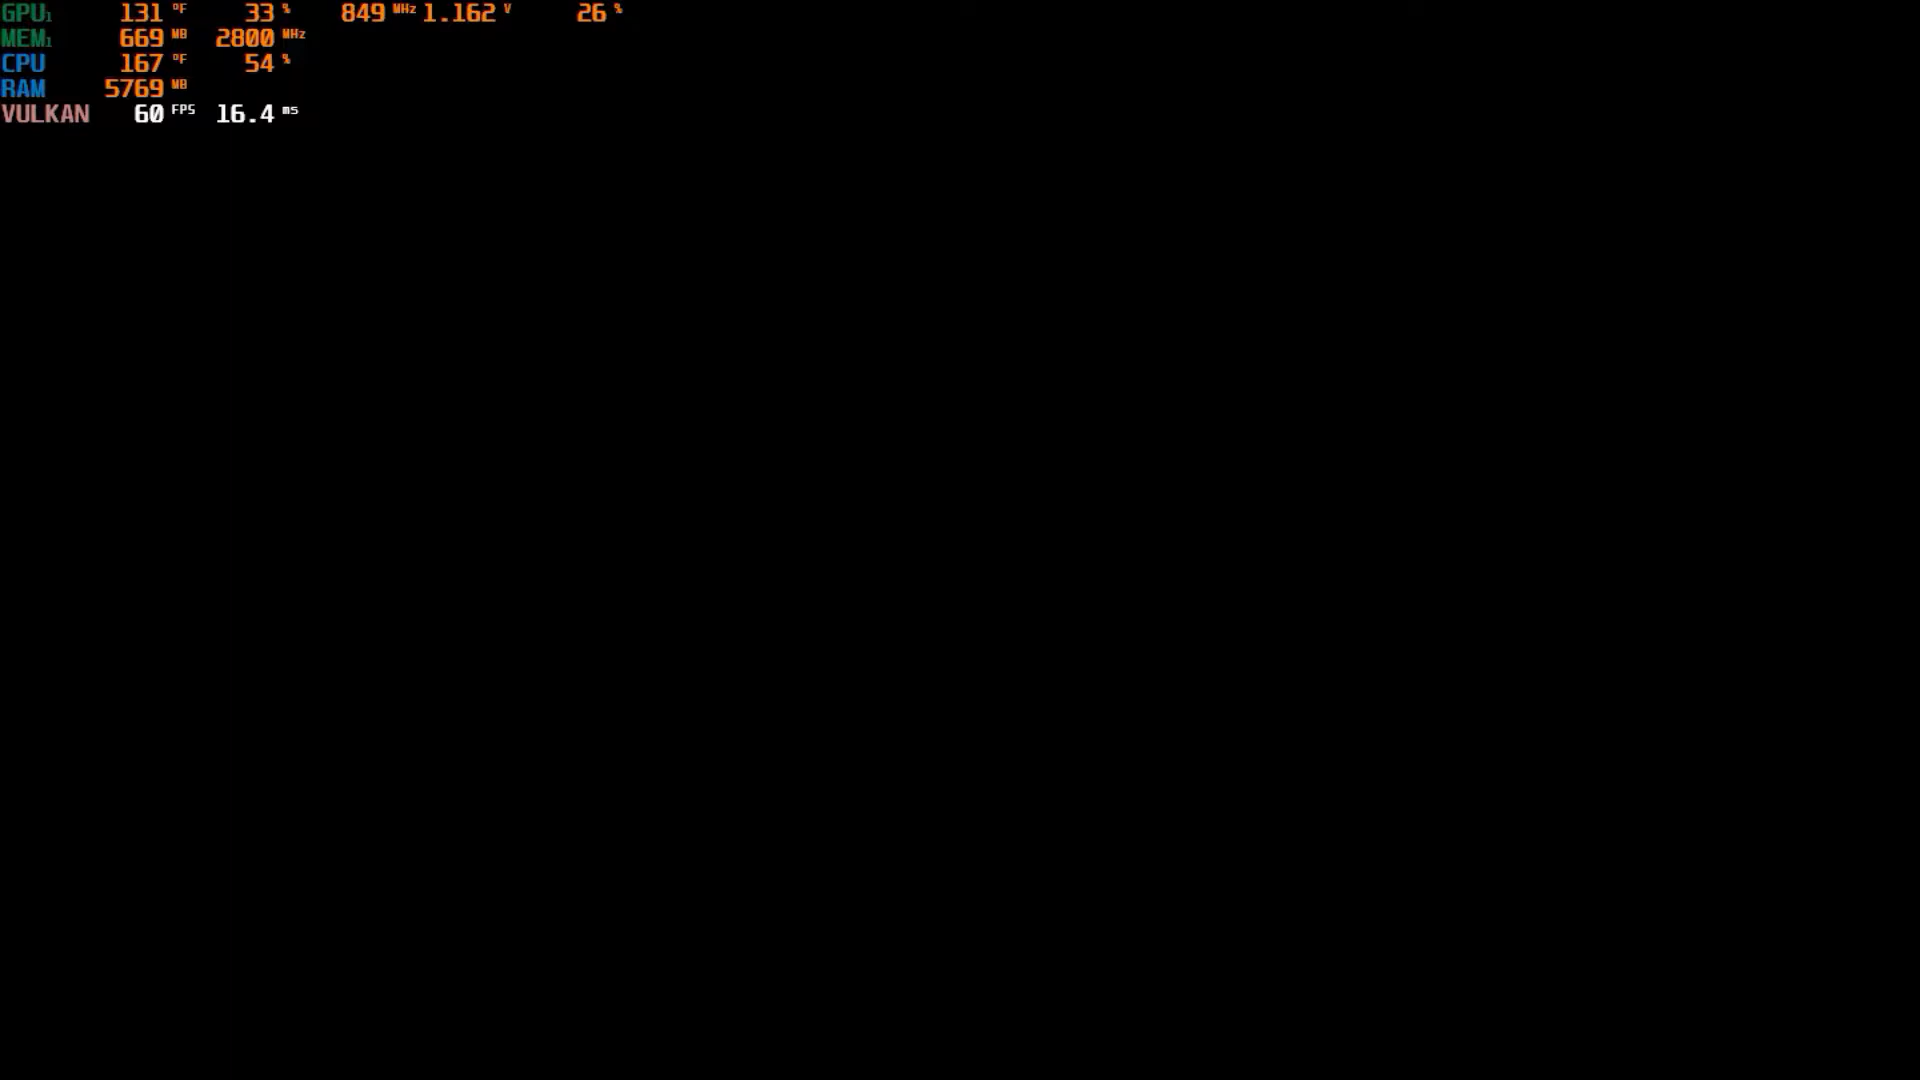 GPU1 131 °F 33 % 849 MHz 1.162 V 26 %
MEM1 669 MB 2800 MHz
CPU 167 °F 54 %
RAM 5769 MB
VULKAN 60 FPS 16.4 ms